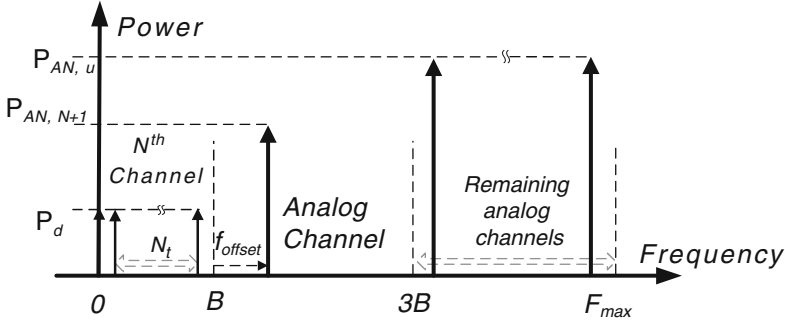 Power
P_AN, u
P_AN, N+1
N^th
Channel
P_d
N_t
f_offset
Analog
Channel
Remaining
analog
channels
Frequency
0
B
3B
F_max